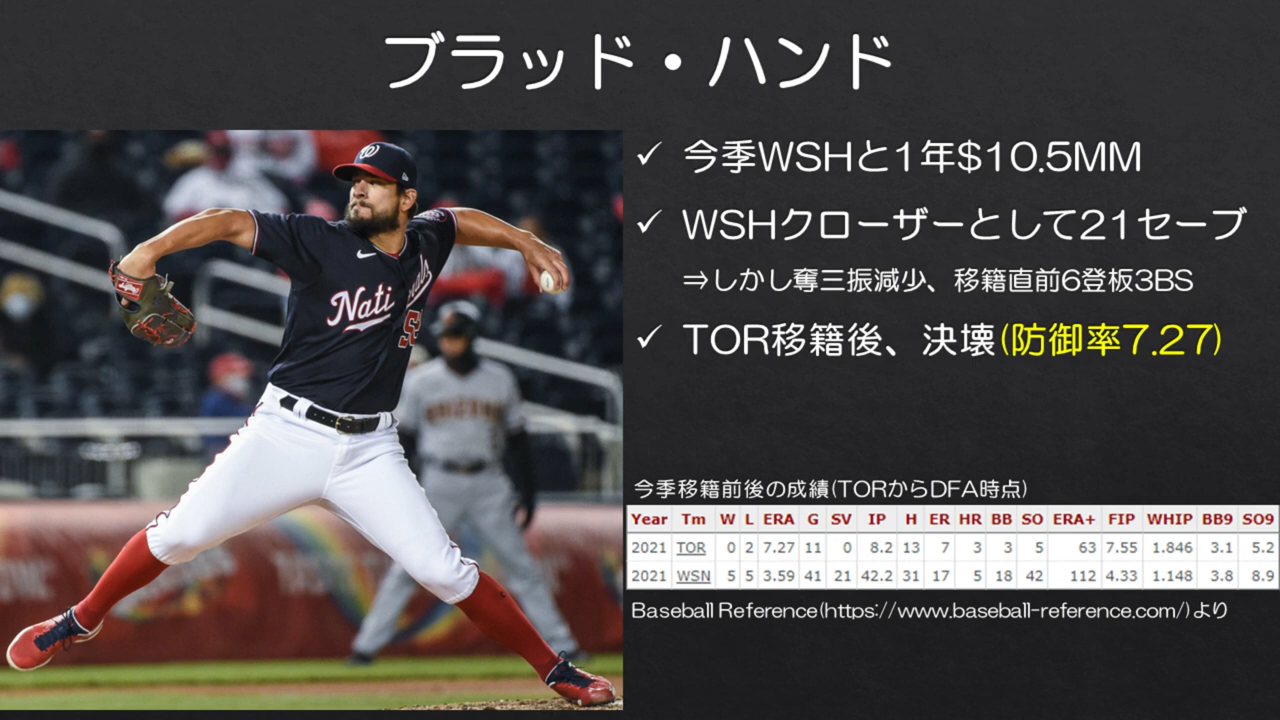 ブラッド・ハンド
✓ 今季WSHと1年$10.5MM
✓ WSHクローザーとして21セーブ
⇒しかし奪三振減少、移籍直前6登板3BS
✓ TOR移籍後、決壊(防御率7.27)
W
Nati nals
52
今季移籍前後の成績(TORからDFA時点)
Year Tm W L ERA G SV IP H ER HR BB SO ERA+ FIP WHIP BB9 SO9
2021 TOR 0 2 7.27 11 0 8.2 13 7 3 3 5 63 7.55 1.846 3.1 5.2
2021 WSN 5 5 3.59 41 21 42.2 31 17 5 18 42 112 4.33 1.148 3.8 8.9
Baseball Reference(https://www.baseball-reference.com/)より